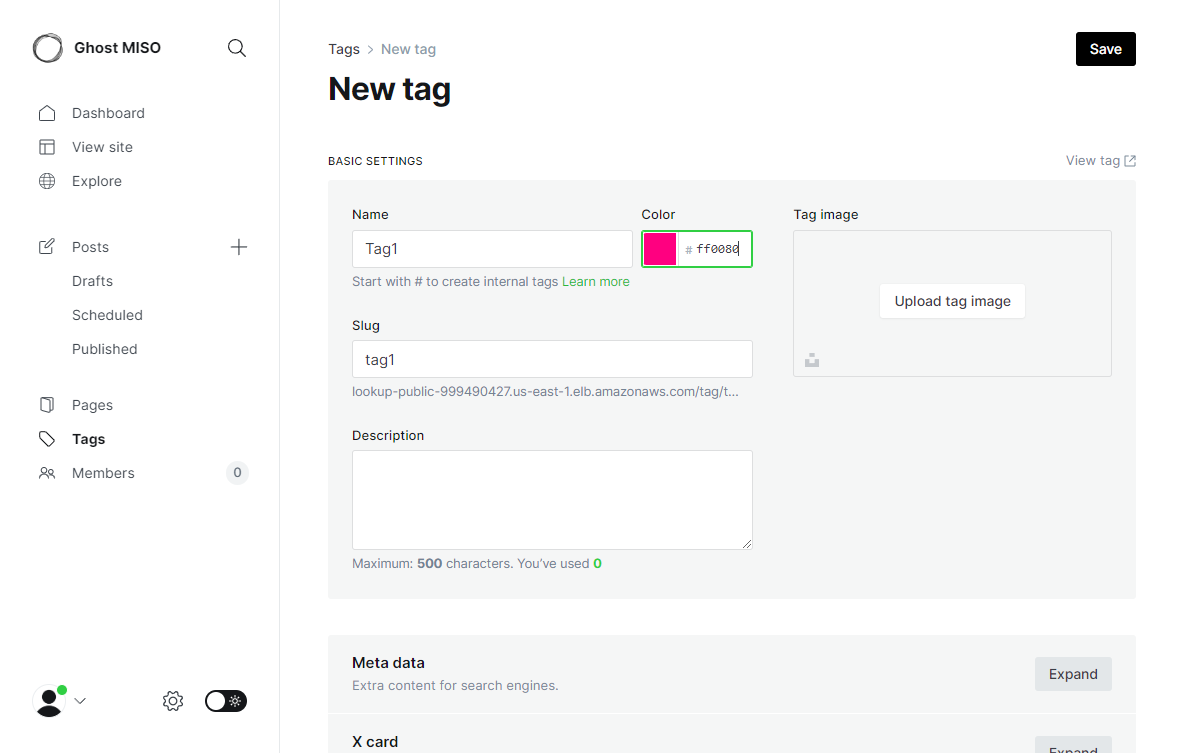 Ghost MISO
Dashboard
View site
Explore
Posts
Drafts
Scheduled
Published
Pages
Tags
Members 0
Tags > New tag
Save
New tag
BASIC SETTINGS
View tag
Name
Color
Tag image
Tag1
# ff0080
Start with # to create internal tags Learn more
Upload tag image
Slug
tag1
lookup-public-999490427.us-east-1.elb.amazonaws.com/tag/t...
Description
Maximum: 500 characters. You’ve used 0
Meta data
Extra content for search engines.
Expand
X card
Expand